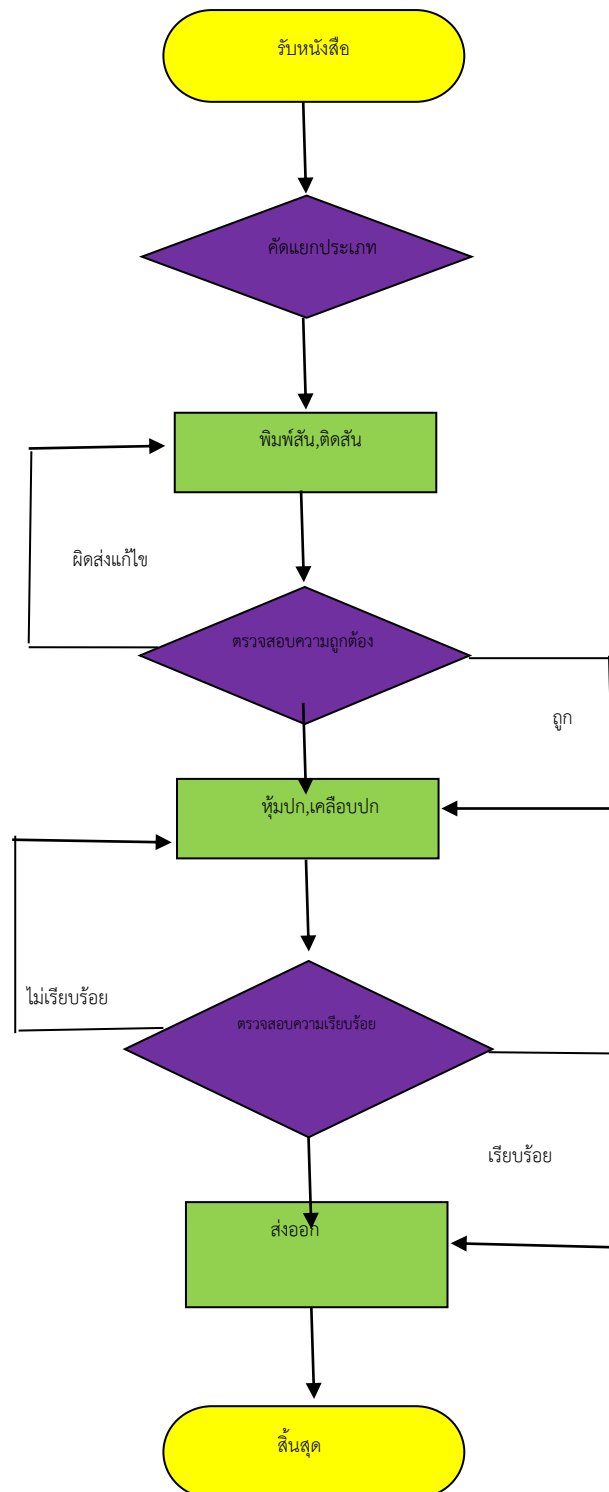 รับหนังสือ
คัดแยกประเภท
พิมพ์สัน,ติดสัน
ผิดส่งแก้ไข
ตรวจสอบความถูกต้อง
ถูก
หุ้มปก,เคลือบปก
ไม่เรียบร้อย
ตรวจสอบความเรียบร้อย
เรียบร้อย
ส่งออก
สิ้นสุด